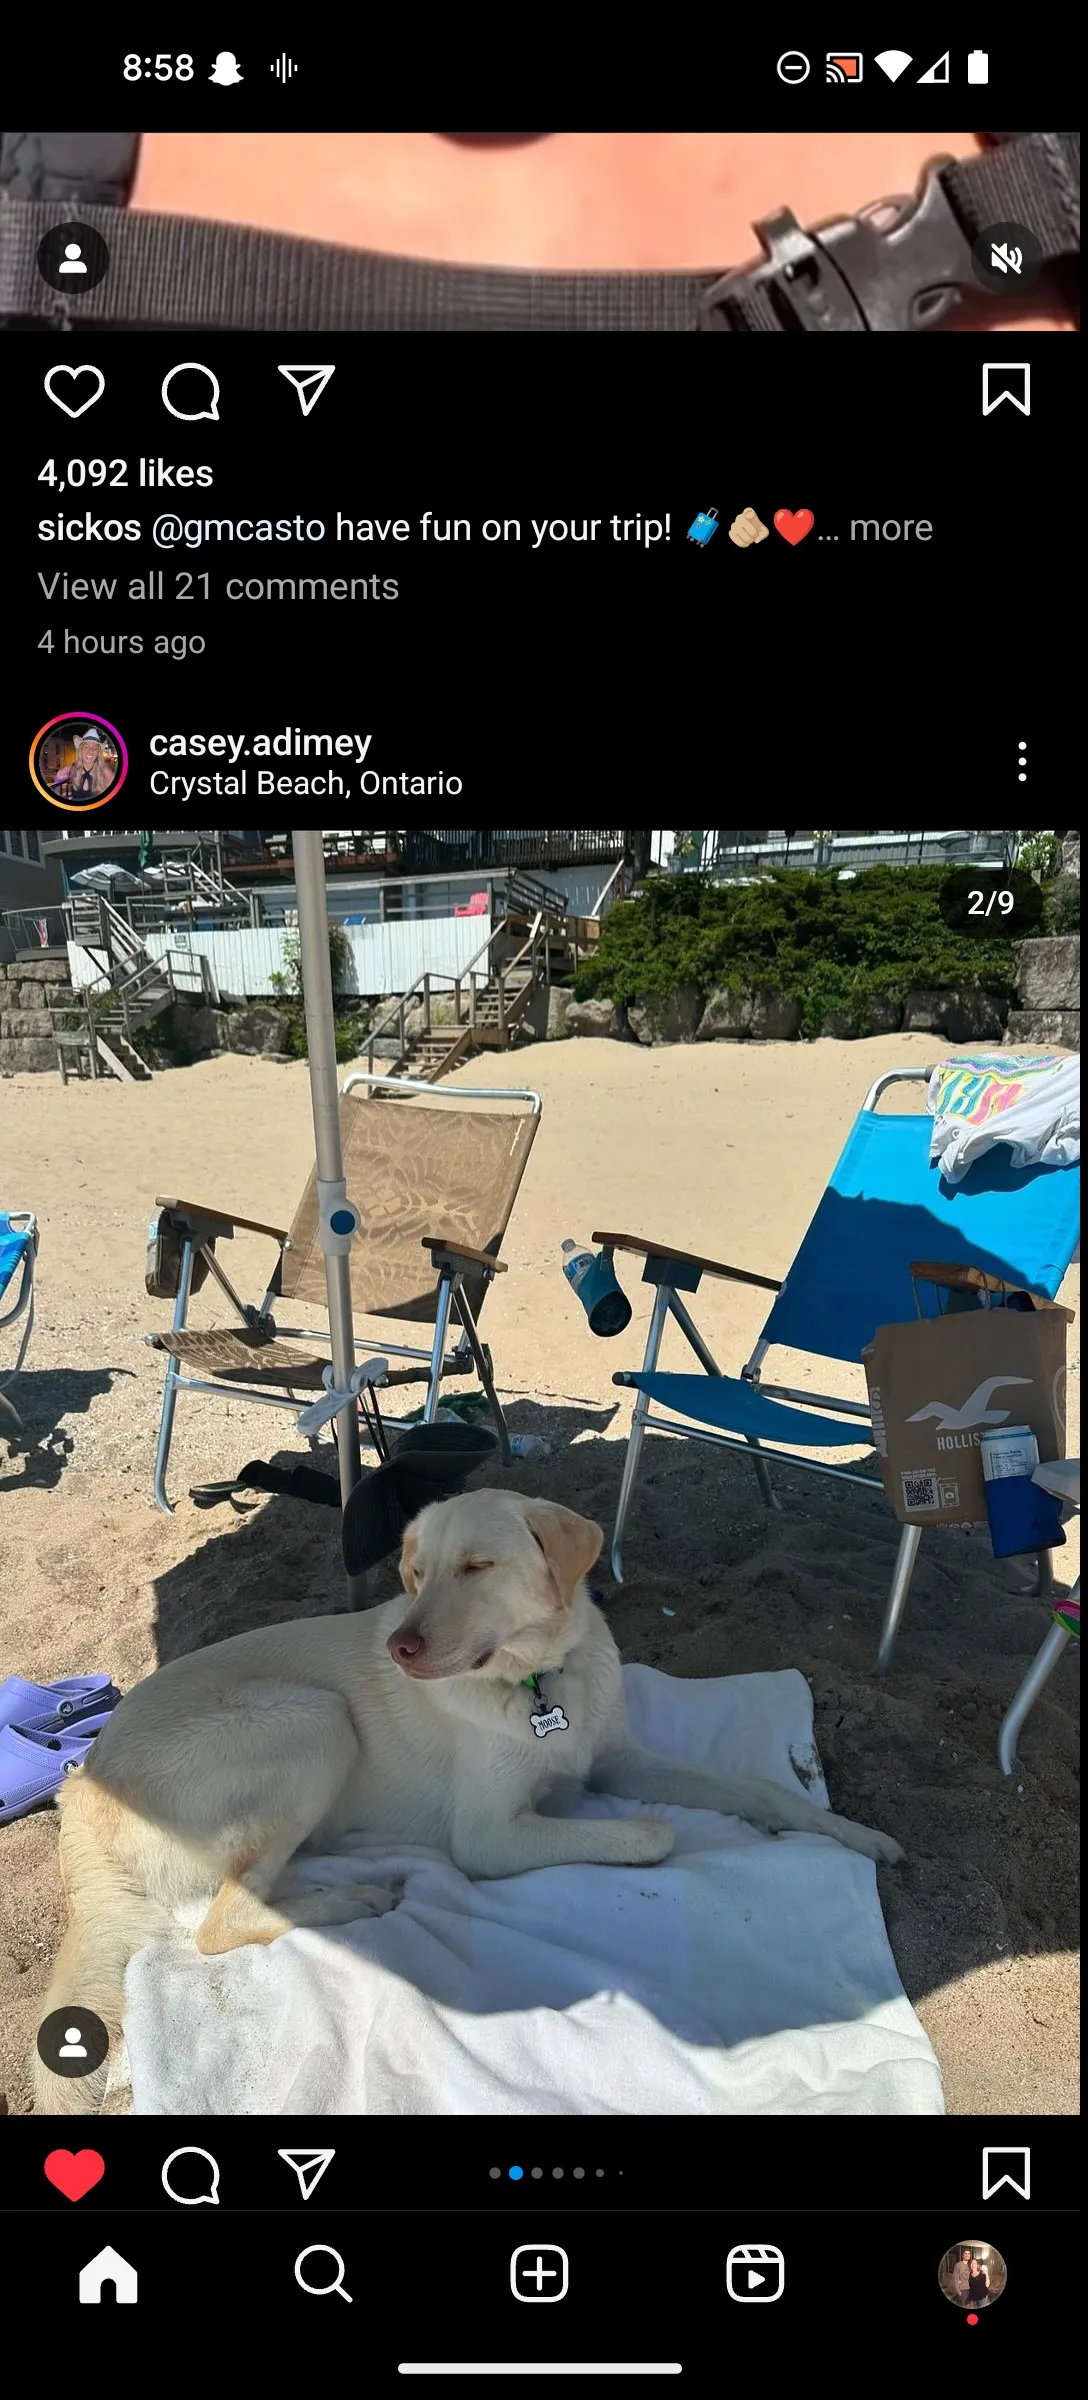 8:58
4,092 likes
sickos @gmcasto have fun on your trip! 🧳🫵🏼❤️... more
View all 21 comments
4 hours ago
casey.adimey
Crystal Beach, Ontario
2/9
HOLLIS
MOOSE